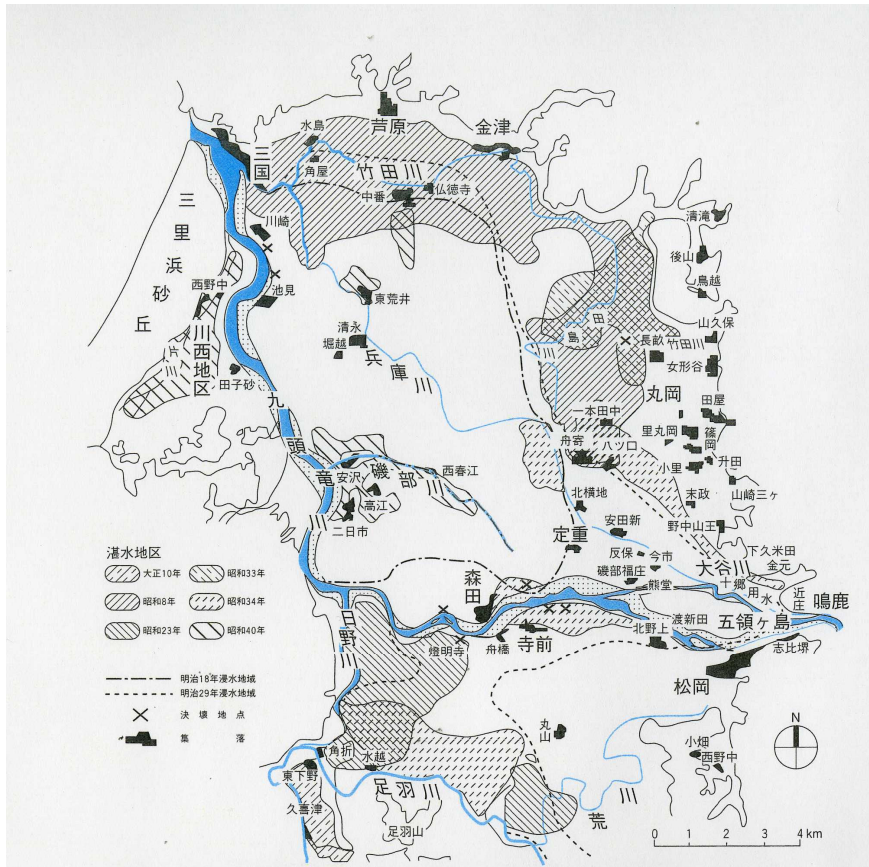 芦原
金津
水島
三国
角屋
竹田川
仏徳寺
中番
清滝
三里浜砂丘
川崎
後山
鳥越
西野中
池見
東荒井
田島川
山久保
清永
堀越
兵庫川
長畝
竹田川
女形谷
川西地区
田子砂
丸岡
一本田中
田屋
九頭竜川
舟寄
八ツ口
里丸岡
篠岡
小里
升田
安沢
磯部川
西春江
山崎三ヶ
高江
北横地
末政
二日市
安田新
野中山王
定重
反保
今市
大谷川
下久米田
金元
湛水地区
大正10年
昭和33年
昭和8年
昭和34年
昭和23年
昭和40年
磯部福庄
熊堂
十郷用水
近庄
鳴鹿
森田
日野川
渡新田
五領ヶ島
北野上
志比堺
燈明寺
舟橋
寺前
松岡
明治18年浸水地域
明治29年浸水地域
決壊地点
集落
丸山
N
小畑
西野中
角折
水越
東下野
足羽川
荒川
久喜津
足羽山
0 1 2 3 4km